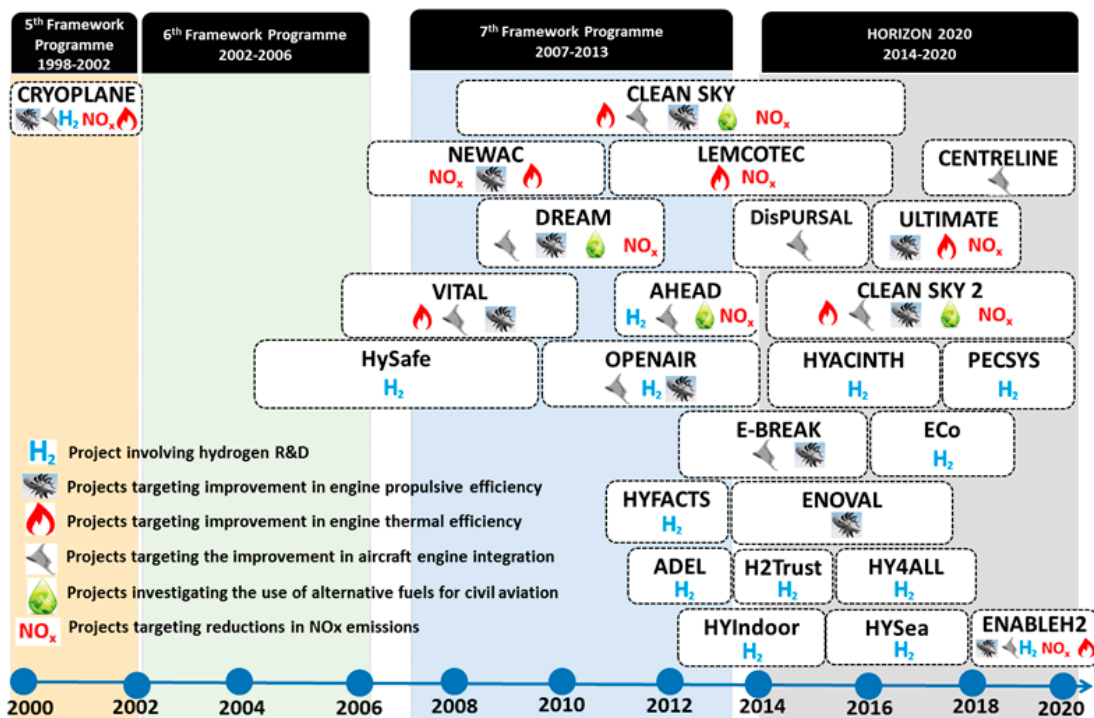 5th Framework
Programme
1998-2002
6th Framework Programme
2002-2006
7th Framework Programme
2007-2013
HORIZON 2020
2014-2020
CRYOPLANE
H2 NOx
CLEAN SKY
NOx
NEWAC
NOx
LEMCOTEC
NOx
CENTRELINE
DREAM
NOx
DisPURSAL
ULTIMATE
NOx
VITAL
AHEAD
H2 NOx
CLEAN SKY 2
NOx
HySafe
H2
OPENAIR
H2
HYACINTH
H2
PECSYS
H2
E-BREAK
ECo
H2
HYFACTS
H2
ENOVAL
ADEL
H2
H2Trust
H2
HY4ALL
H2
HYIndoor
H2
HYSea
H2
ENABLEH2
H2 NOx
H2 Project involving hydrogen R&D
Projects targeting improvement in engine propulsive efficiency
Projects targeting improvement in engine thermal efficiency
Projects targeting the improvement in aircraft engine integration
Projects investigating the use of alternative fuels for civil aviation
NOx Projects targeting reductions in NOx emissions
2000 2002 2004 2006 2008 2010 2012 2014 2016 2018 2020